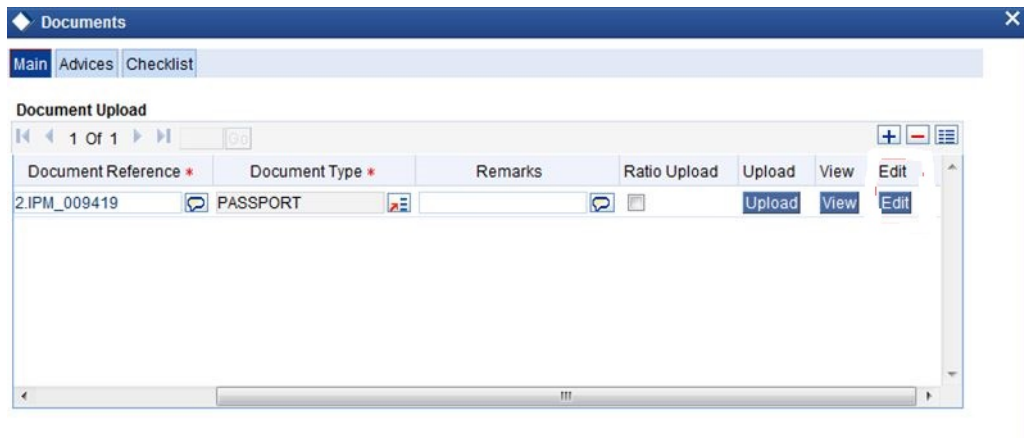 Documents
Main Advices Checklist
Document Upload
1 Of 1 Go
Document Reference * Document Type * Remarks Ratio Upload Upload View Edit
2.IPM_009419 PASSPORT Upload View Edit